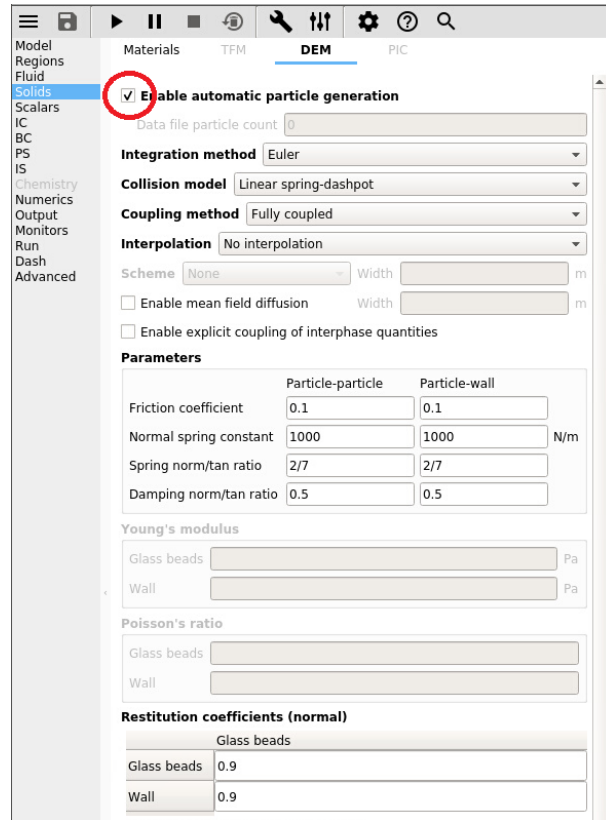 Model
Regions
Fluid
Solids
Scalars
IC
BC
PS
IS
Chemistry
Numerics
Output
Monitors
Run
Dash
Advanced
Materials TFM DEM PIC
Enable automatic particle generation
Data file particle count 0
Integration method Euler
Collision model Linear spring-dashpot
Coupling method Fully coupled
Interpolation No interpolation
Scheme None Width m
Enable mean field diffusion Width m
Enable explicit coupling of interphase quantities
Parameters
Particle-particle Particle-wall
Friction coefficient 0.1 0.1
Normal spring constant 1000 1000 N/m
Spring norm/tan ratio 2/7 2/7
Damping norm/tan ratio 0.5 0.5
Young's modulus
Glass beads Pa
Wall Pa
Poisson's ratio
Glass beads
Wall
Restitution coefficients (normal)
Glass beads
Glass beads 0.9
Wall 0.9